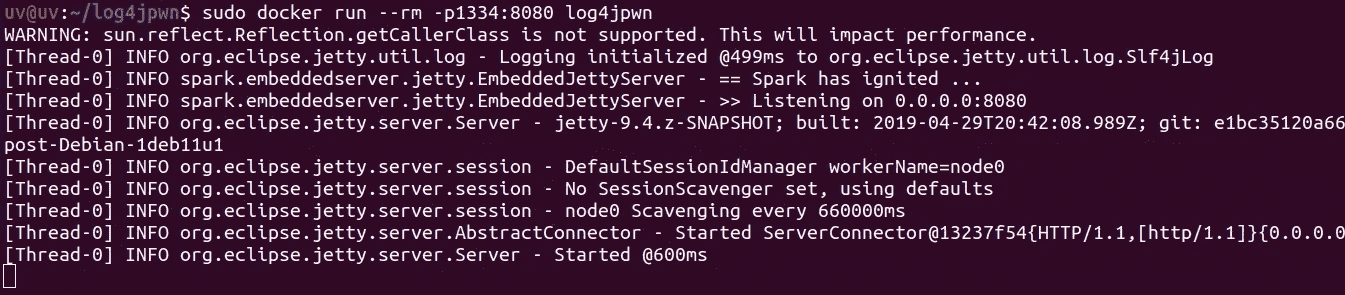 uv@uv:~/log4jpwn$ sudo docker run --rm -p1334:8080 log4jpwn
WARNING: sun.reflect.Reflection.getCallerClass is not supported. This will impact performance.
[Thread-0] INFO org.eclipse.jetty.util.log - Logging initialized @499ms to org.eclipse.jetty.util.log.Slf4jLog
[Thread-0] INFO spark.embeddedserver.jetty.EmbeddedJettyServer - == Spark has ignited ...
[Thread-0] INFO spark.embeddedserver.jetty.EmbeddedJettyServer - >> Listening on 0.0.0.0:8080
[Thread-0] INFO org.eclipse.jetty.server.Server - jetty-9.4.z-SNAPSHOT; built: 2019-04-29T20:42:08.989Z; git: e1bc35120a66
post-Debian-1deb11u1
[Thread-0] INFO org.eclipse.jetty.server.session - DefaultSessionIdManager workerName=node0
[Thread-0] INFO org.eclipse.jetty.server.session - No SessionScavenger set, using defaults
[Thread-0] INFO org.eclipse.jetty.server.session - node0 Scavenging every 660000ms
[Thread-0] INFO org.eclipse.jetty.server.AbstractConnector - Started ServerConnector@13237f54{HTTP/1.1,[http/1.1]}{0.0.0.0
[Thread-0] INFO org.eclipse.jetty.server.Server - Started @600ms